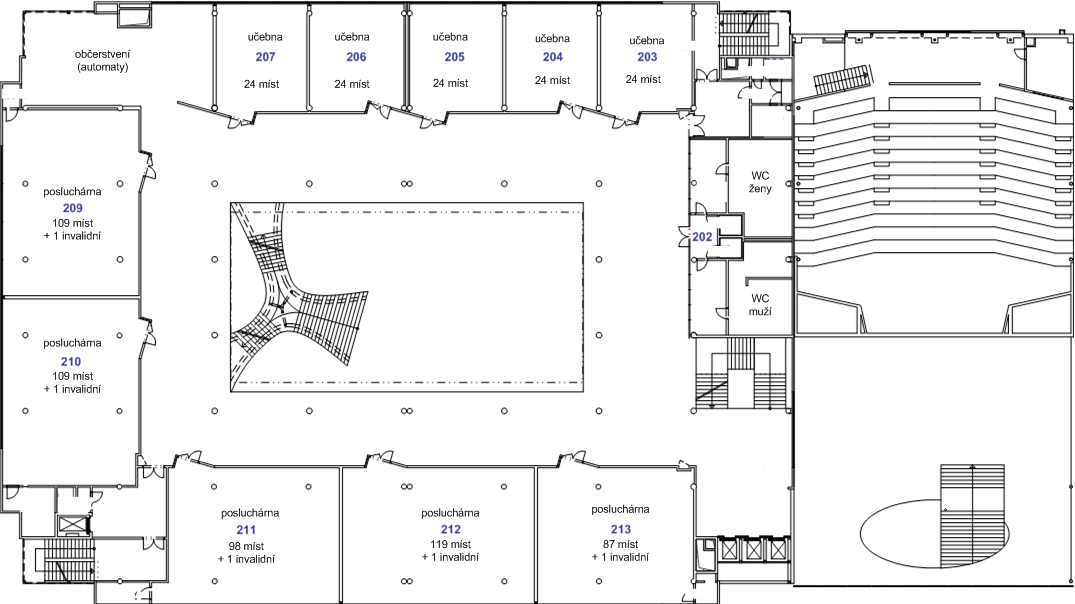 občerstvení
(automaty)
učebna
207
24 míst
učebna
206
24 míst
učebna
205
24 míst
učebna
204
24 míst
učebna
203
24 míst
posluchárna
209
109 míst
+ 1 invalidní
WC
ženy
202
WC
muží
posluchárna
210
109 míst
+ 1 invalidní
posluchárna
211
98 míst
+ 1 invalidní
posluchárna
212
119 míst
+ 1 invalidní
posluchárna
213
87 míst
+ 1 invalidní